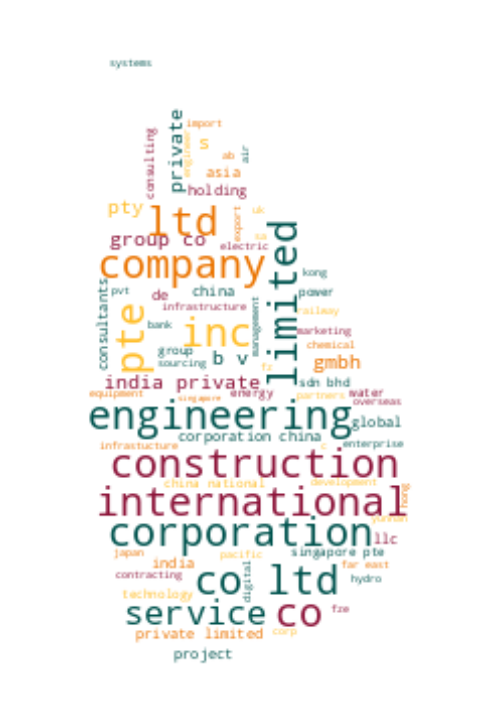 systems
import
private
s
engineer
consulting
ab
air
asia
holding
pty
ltd
export
uk
group co
sa
electric
limited
company
kong
consultants
pvt
de
china
power
infrastructure
management
railway
pte
bank
inc
marketing
chemical
group
b v
sourcing
gmbh
fz
india private
sdn bhd
equipment
singapore
energy
partners
water
overseas
engineering
global
corporation china
enterprise
infrastucture
c
construction
china national
development
hong
international
corporation
yunnan
llc
japan
pacific
singapore pte
india
far east
contracting
co ltd
digital
hydro
technology
service
co
fze
private limited
corp
project